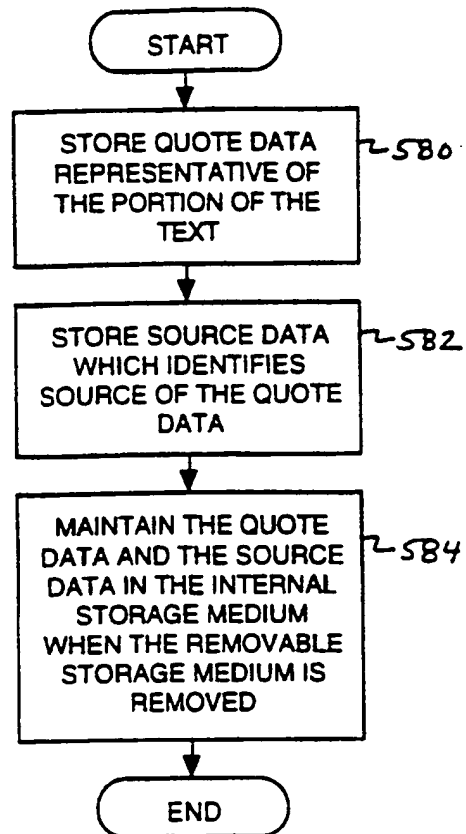 START
STORE QUOTE DATA
REPRESENTATIVE OF
THE PORTION OF THE
TEXT
580
STORE SOURCE DATA
WHICH IDENTIFIES
SOURCE OF THE QUOTE
DATA
582
MAINTAIN THE QUOTE
DATA AND THE SOURCE
DATA IN THE INTERNAL
STORAGE MEDIUM
WHEN THE REMOVABLE
STORAGE MEDIUM IS
REMOVED
584
END